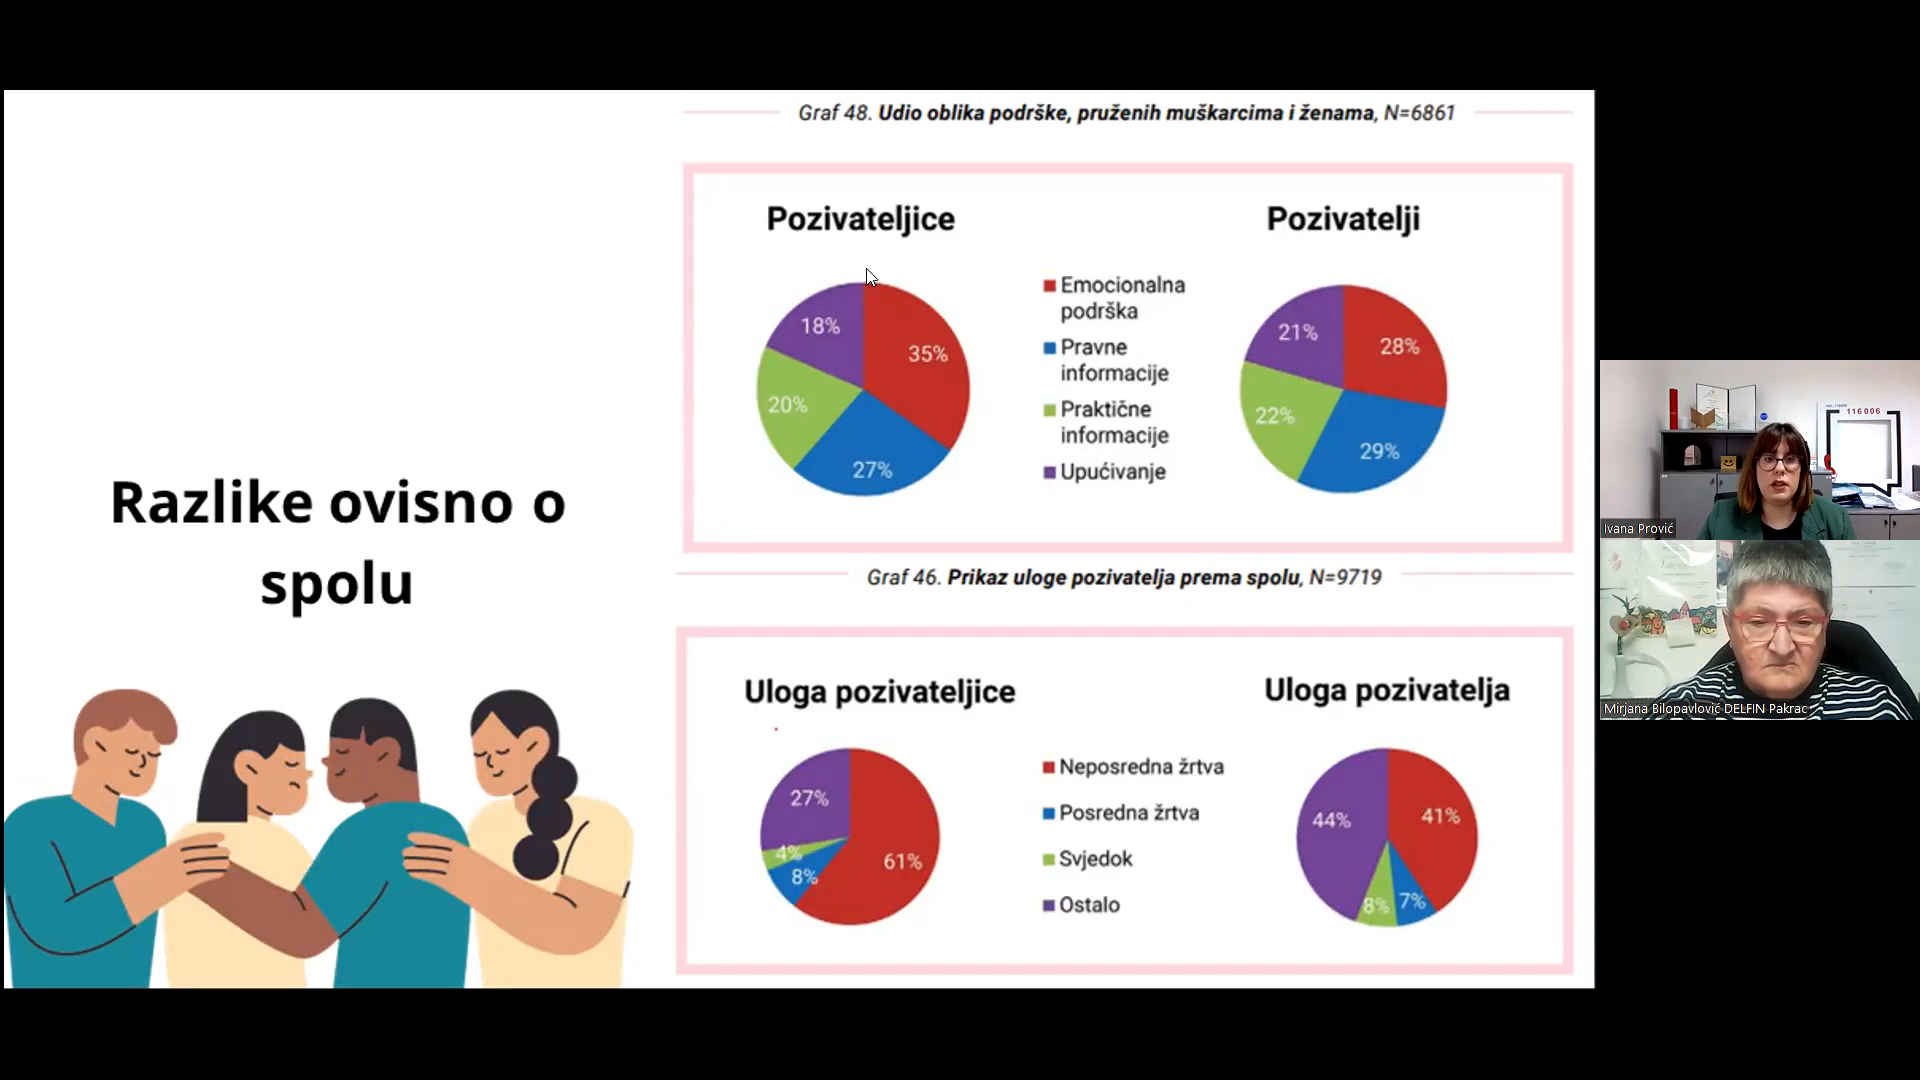 Razlike ovisno o
spolu
Graf 48. Udio oblika podrške, pruženih muškarcima i ženama, N=6861
Pozivateljice
Pozivatelji
18%
35%
20%
27%
Emocionalna
podrška
Pravne
informacije
Praktične
informacije
Upućivanje
21%
28%
22%
29%
Graf 46. Prikaz uloge pozivatelja prema spolu, N=9719
Uloga pozivateljice
Uloga pozivatelja
27%
4%
8%
61%
Neposredna žrtva
Posredna žrtva
Svjedok
Ostalo
44%
41%
8%
7%
116 006
Ivana Prović
Mirjana Bilopavlović DELFIN Pakrac